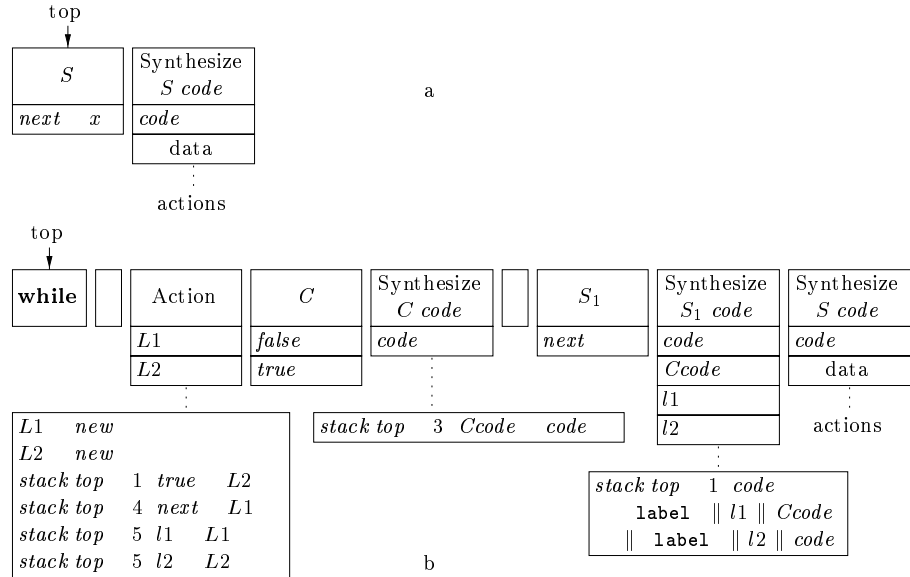 top
S
Synthesize
S code
next x
code
data
a
actions
top
while
Action
C
Synthesize
C code
S1
Synthesize
S1 code
Synthesize
S code
L1
false
code
next
code
code
L2
true
Ccode
data
l1
l2
actions
L1 new
L2 new
stack top 1 true L2
stack top 4 next L1
stack top 5 l1 L1
stack top 5 l2 L2
stack top 3 Ccode code
stack top 1 code
label || l1 || Ccode
|| label || l2 || code
b